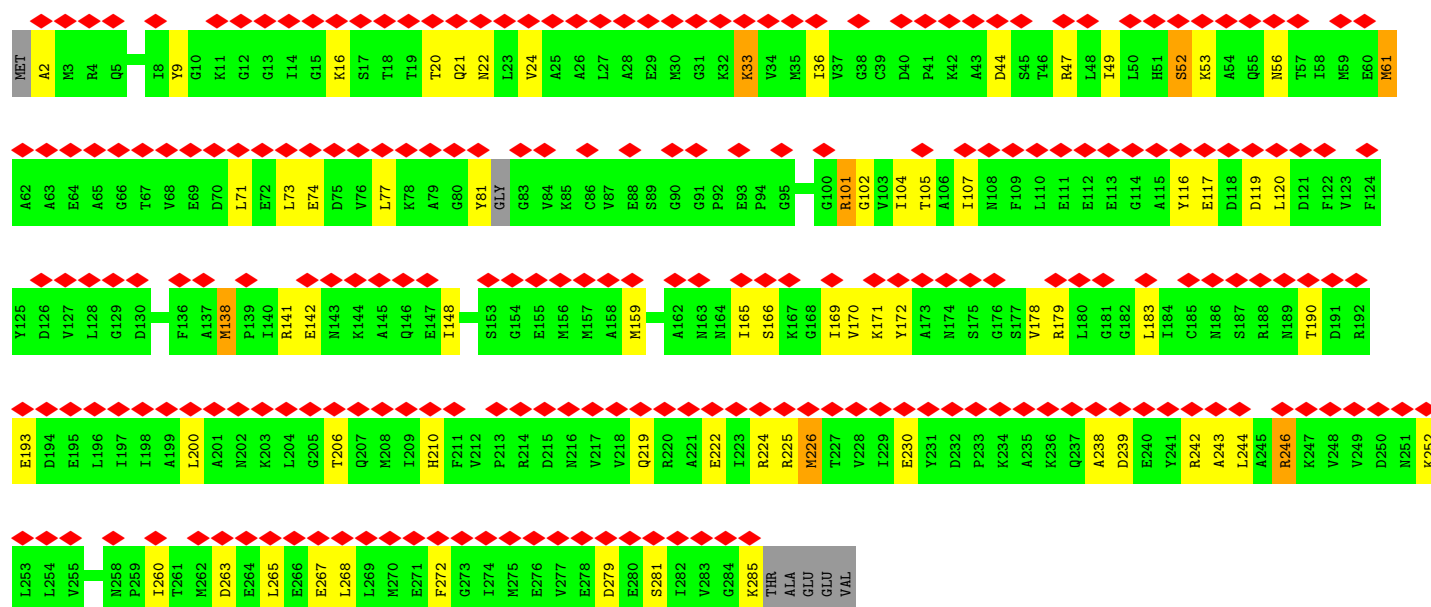 MET A2 M3 R4 Q5 I8 Y9 G10 K11 G12 G13 I14 G15 K16 S17 T18 T19 T20 Q21 N22 L23 V24 A25 A26 L27 A28 E29 M30 G31 K32 K33 V34 M35 I36 V37 G38 C39 D40 P41 K42 A43 D44 S45 T46 R47 L48 I49 L50 H51 S52 K53 A54 Q55 N56 T57 I58 M59 E60 M61
A62 A63 E64 A65 G66 T67 V68 E69 D70 L71 E72 L73 E74 D75 V76 L77 K78 A79 G80 Y81 GLY G83 V84 K85 C86 V87 E88 S89 G90 G91 P92 E93 P94 G95 G100 R101 G102 V103 I104 T105 A106 I107 N108 F109 L110 E111 E112 E113 G114 A115 Y116 E117 D118 D119 L120 D121 F122 V123 F124
Y125 D126 V127 L128 G129 D130 F136 A137 M138 P139 I140 R141 E142 N143 K144 A145 Q146 E147 I148 S153 G154 E155 M156 M157 A158 M159 A162 N163 N164 I165 S166 K167 G168 I169 V170 K171 Y172 A173 N174 S175 G176 S177 V178 R179 L180 G181 G182 L183 I184 C185 N186 S187 R188 N189 T190 D191 R192
E193 D194 E195 L196 I197 I198 A199 L200 A201 N202 K203 L204 G205 T206 Q207 M208 I209 H210 F211 V212 P213 R214 D215 N216 V217 V218 Q219 R220 A221 E222 I223 R224 R225 M226 T227 V228 I229 E230 Y231 D232 P233 K234 A235 K236 Q237 A238 D239 E240 Y241 R242 A243 L244 A245 R246 K247 V248 V249 D250 N251 K252
L253 L254 V255 N258 P259 I260 T261 M262 D263 E264 L265 E266 E267 L268 L269 M270 E271 F272 G273 I274 M275 E276 V277 E278 D279 E280 S281 I282 V283 G284 K285 THR ALA GLU GLU VAL